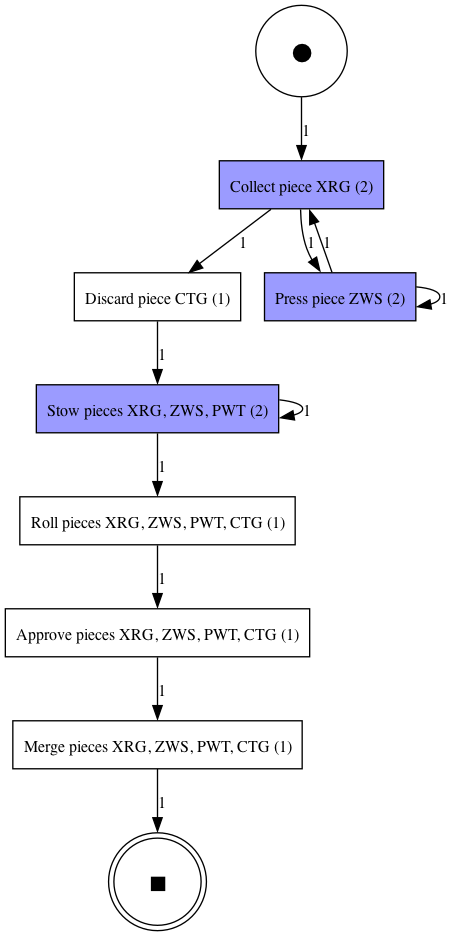 1
Collect piece XRG (2)
1
1
1
Discard piece CTG (1)
Press piece ZWS (2)
1
1
Stow pieces XRG, ZWS, PWT (2)
1
1
Roll pieces XRG, ZWS, PWT, CTG (1)
1
Approve pieces XRG, ZWS, PWT, CTG (1)
1
Merge pieces XRG, ZWS, PWT, CTG (1)
1